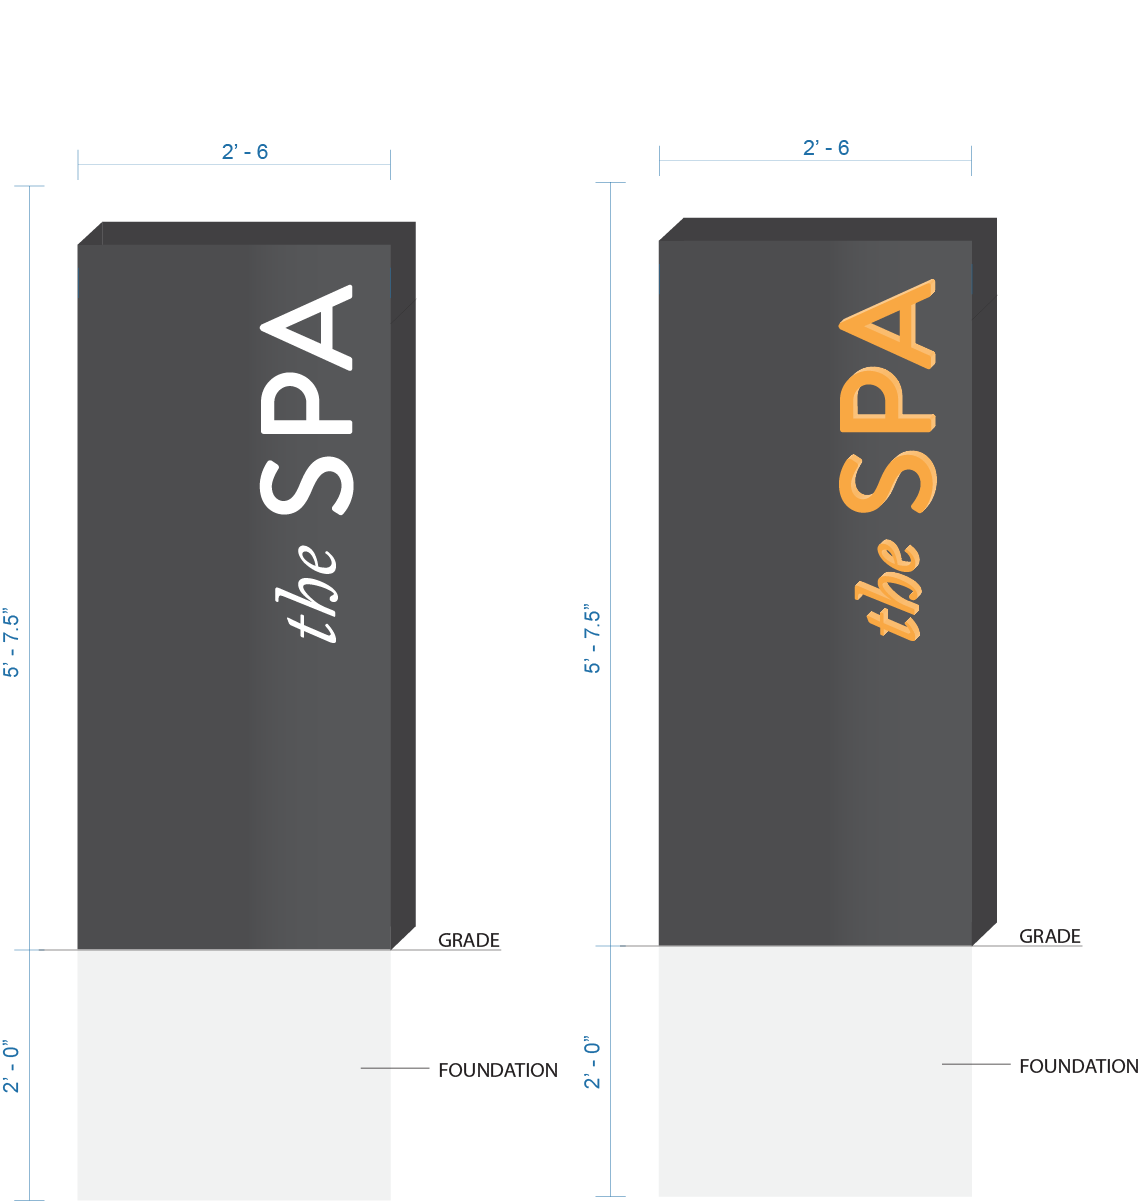 2’ - 6
the SPA
5’ - 7.5”
GRADE
2’ - 0”
FOUNDATION
2’ - 6
the SPA
5’ - 7.5”
GRADE
2’ - 0”
FOUNDATION